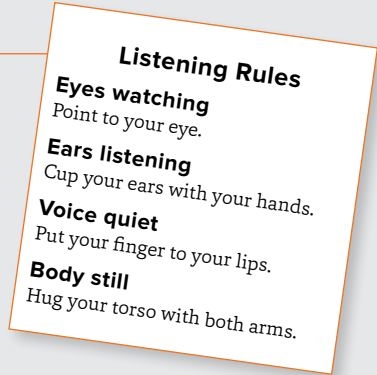 Listening Rules
Eyes watching
Point to your eye.
Ears listening
Cup your ears with your hands.
Voice quiet
Put your finger to your lips.
Body still
Hug your torso with both arms.